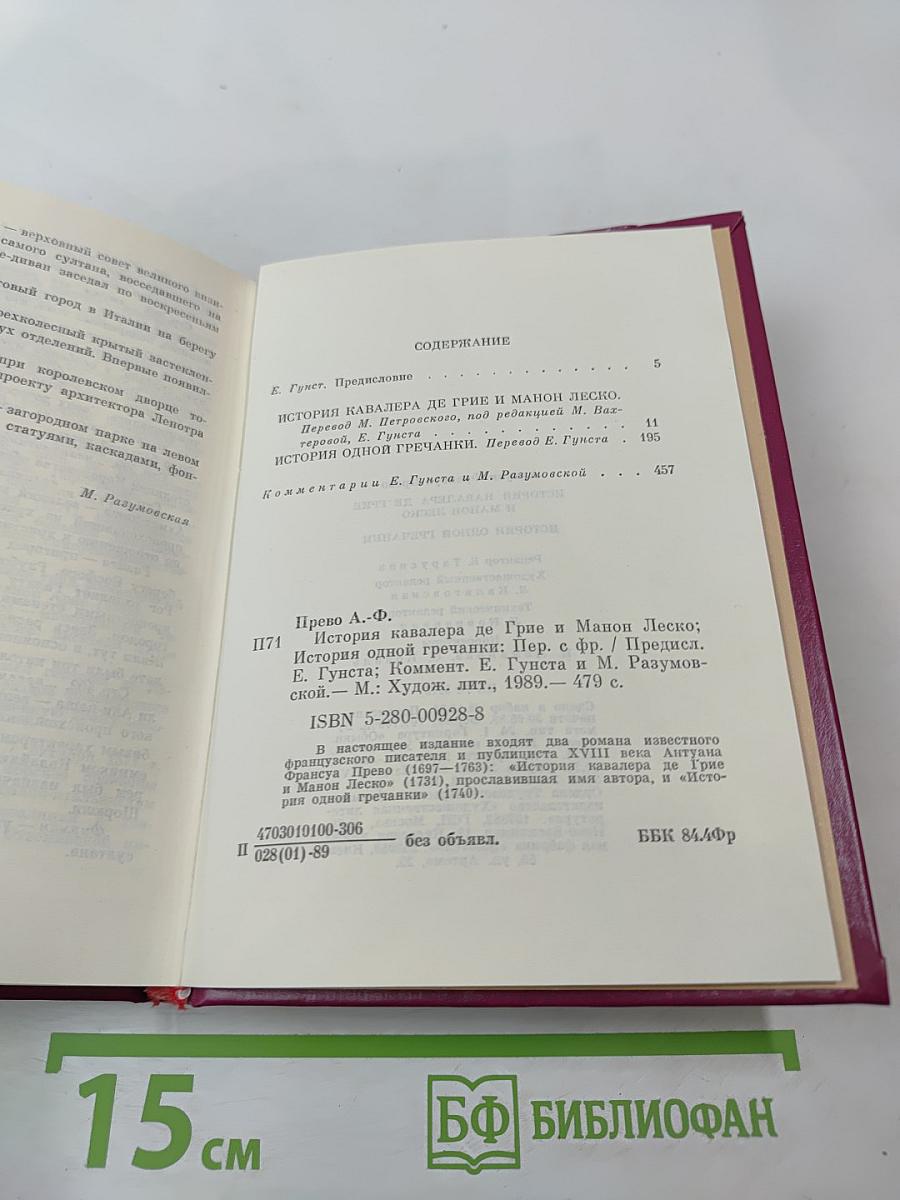 — верховный совет великого визи-
самого султана, восседавшего на
е-диван заседал по воскресеньям
овый город в Италии на берегу
рехколесный крытый застеклен-
ух отделений. Впервые появил-
при королевском дворце
проекту архитектора Ленотра
— загородном парке на левом
статуями, каскадами, фон-
М. Разумовская
СОДЕРЖАНИЕ
Е. Гунст. Предисловие . . . . . . . . . . . . . 5
ИСТОРИЯ КАВАЛЕРА ДЕ ГРИЕ И МАНОН ЛЕСКО.
Перевод М. Петровского, под редакцией М. Вах-
теровой, Е. Гунста . . . . . . . . . . . 11
ИСТОРИЯ ОДНОЙ ГРЕЧАНКИ. Перевод Е. Гунста . 195
Комментарии Е. Гунста и М. Разумовской . . . 457
Прево А.-Ф.
П71 История кавалера де Грие и Манон Леско;
История одной гречанки: Пер. с фр. / Предисл.
Е. Гунста; Коммент. Е. Гунста и М. Разумов-
ской.— М.: Худож. лит., 1989.— 479 с.
ISBN 5-280-00928-8
В настоящее издание входят два романа известного
французского писателя и публициста XVIII века Антуана
Франсуа Прево (1697—1763): «История кавалера де Грие
и Манон Леско» (1731), прославившая имя автора, и «Исто-
рия одной гречанки» (1740).
П 4703010100-306
028(01)-89 без объявл. ББК 84.4Фр
15 см
БФ БИБЛИОФАН